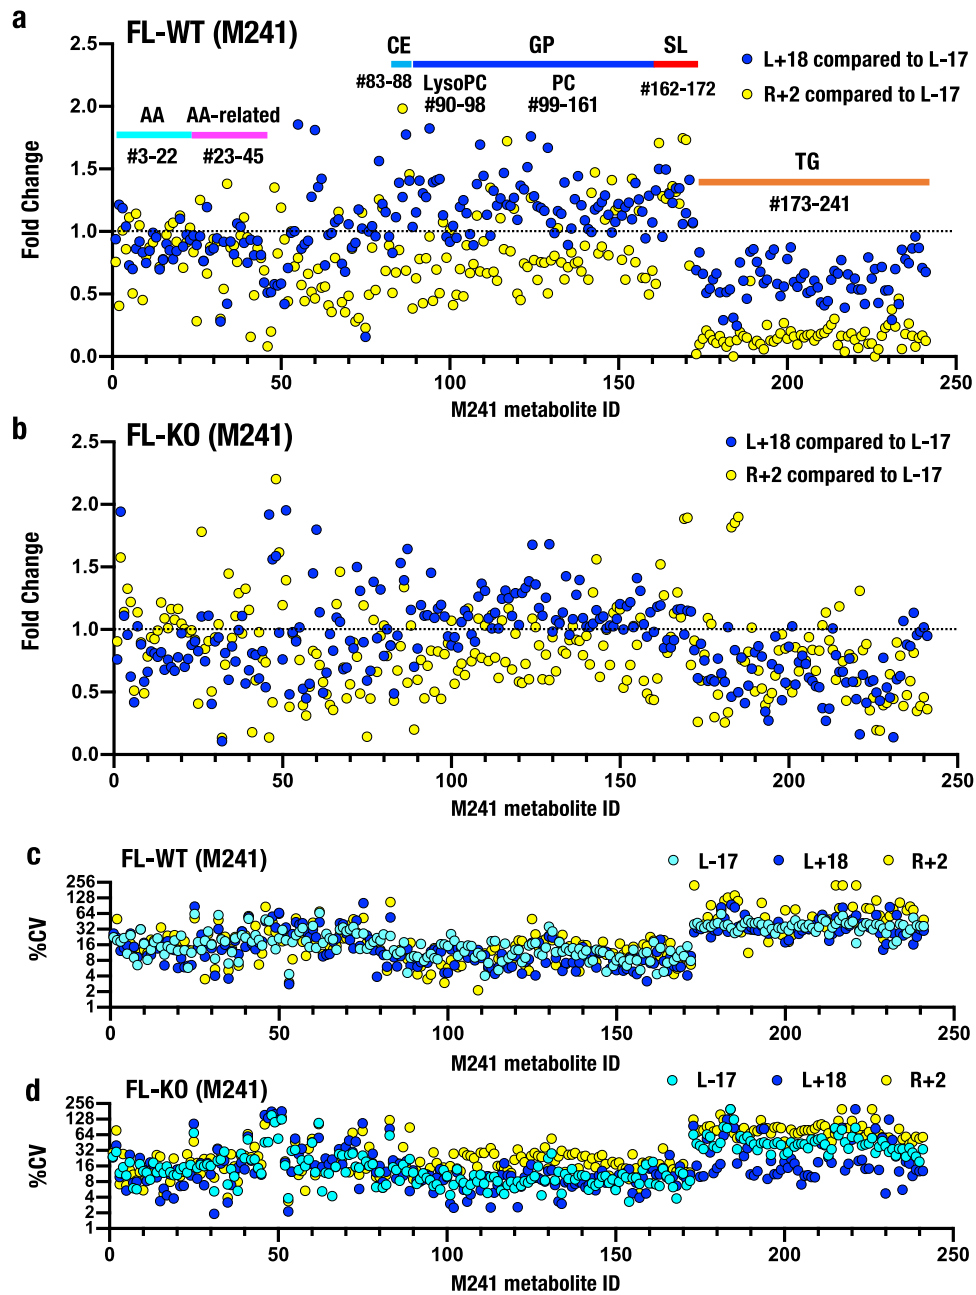 a
FL-WT (M241)
CE
GP
SL
L+18 compared to L-17
R+2 compared to L-17
#83-88
LysoPC
#90-98
PC
#99-161
#162-172
AA
AA-related
#3-22
#23-45
TG
#173-241
Fold Change
2.5
2.0
1.5
1.0
0.5
0.0
0
50
100
150
200
250
M241 metabolite ID
b
FL-KO (M241)
L+18 compared to L-17
R+2 compared to L-17
Fold Change
2.5
2.0
1.5
1.0
0.5
0.0
0
50
100
150
200
250
M241 metabolite ID
c
FL-WT (M241)
L-17
L+18
R+2
%CV
256
128
64
32
16
8
4
2
1
0
50
100
150
200
250
M241 metabolite ID
d
FL-KO (M241)
L-17
L+18
R+2
%CV
256
128
64
32
16
8
4
2
1
0
50
100
150
200
250
M241 metabolite ID